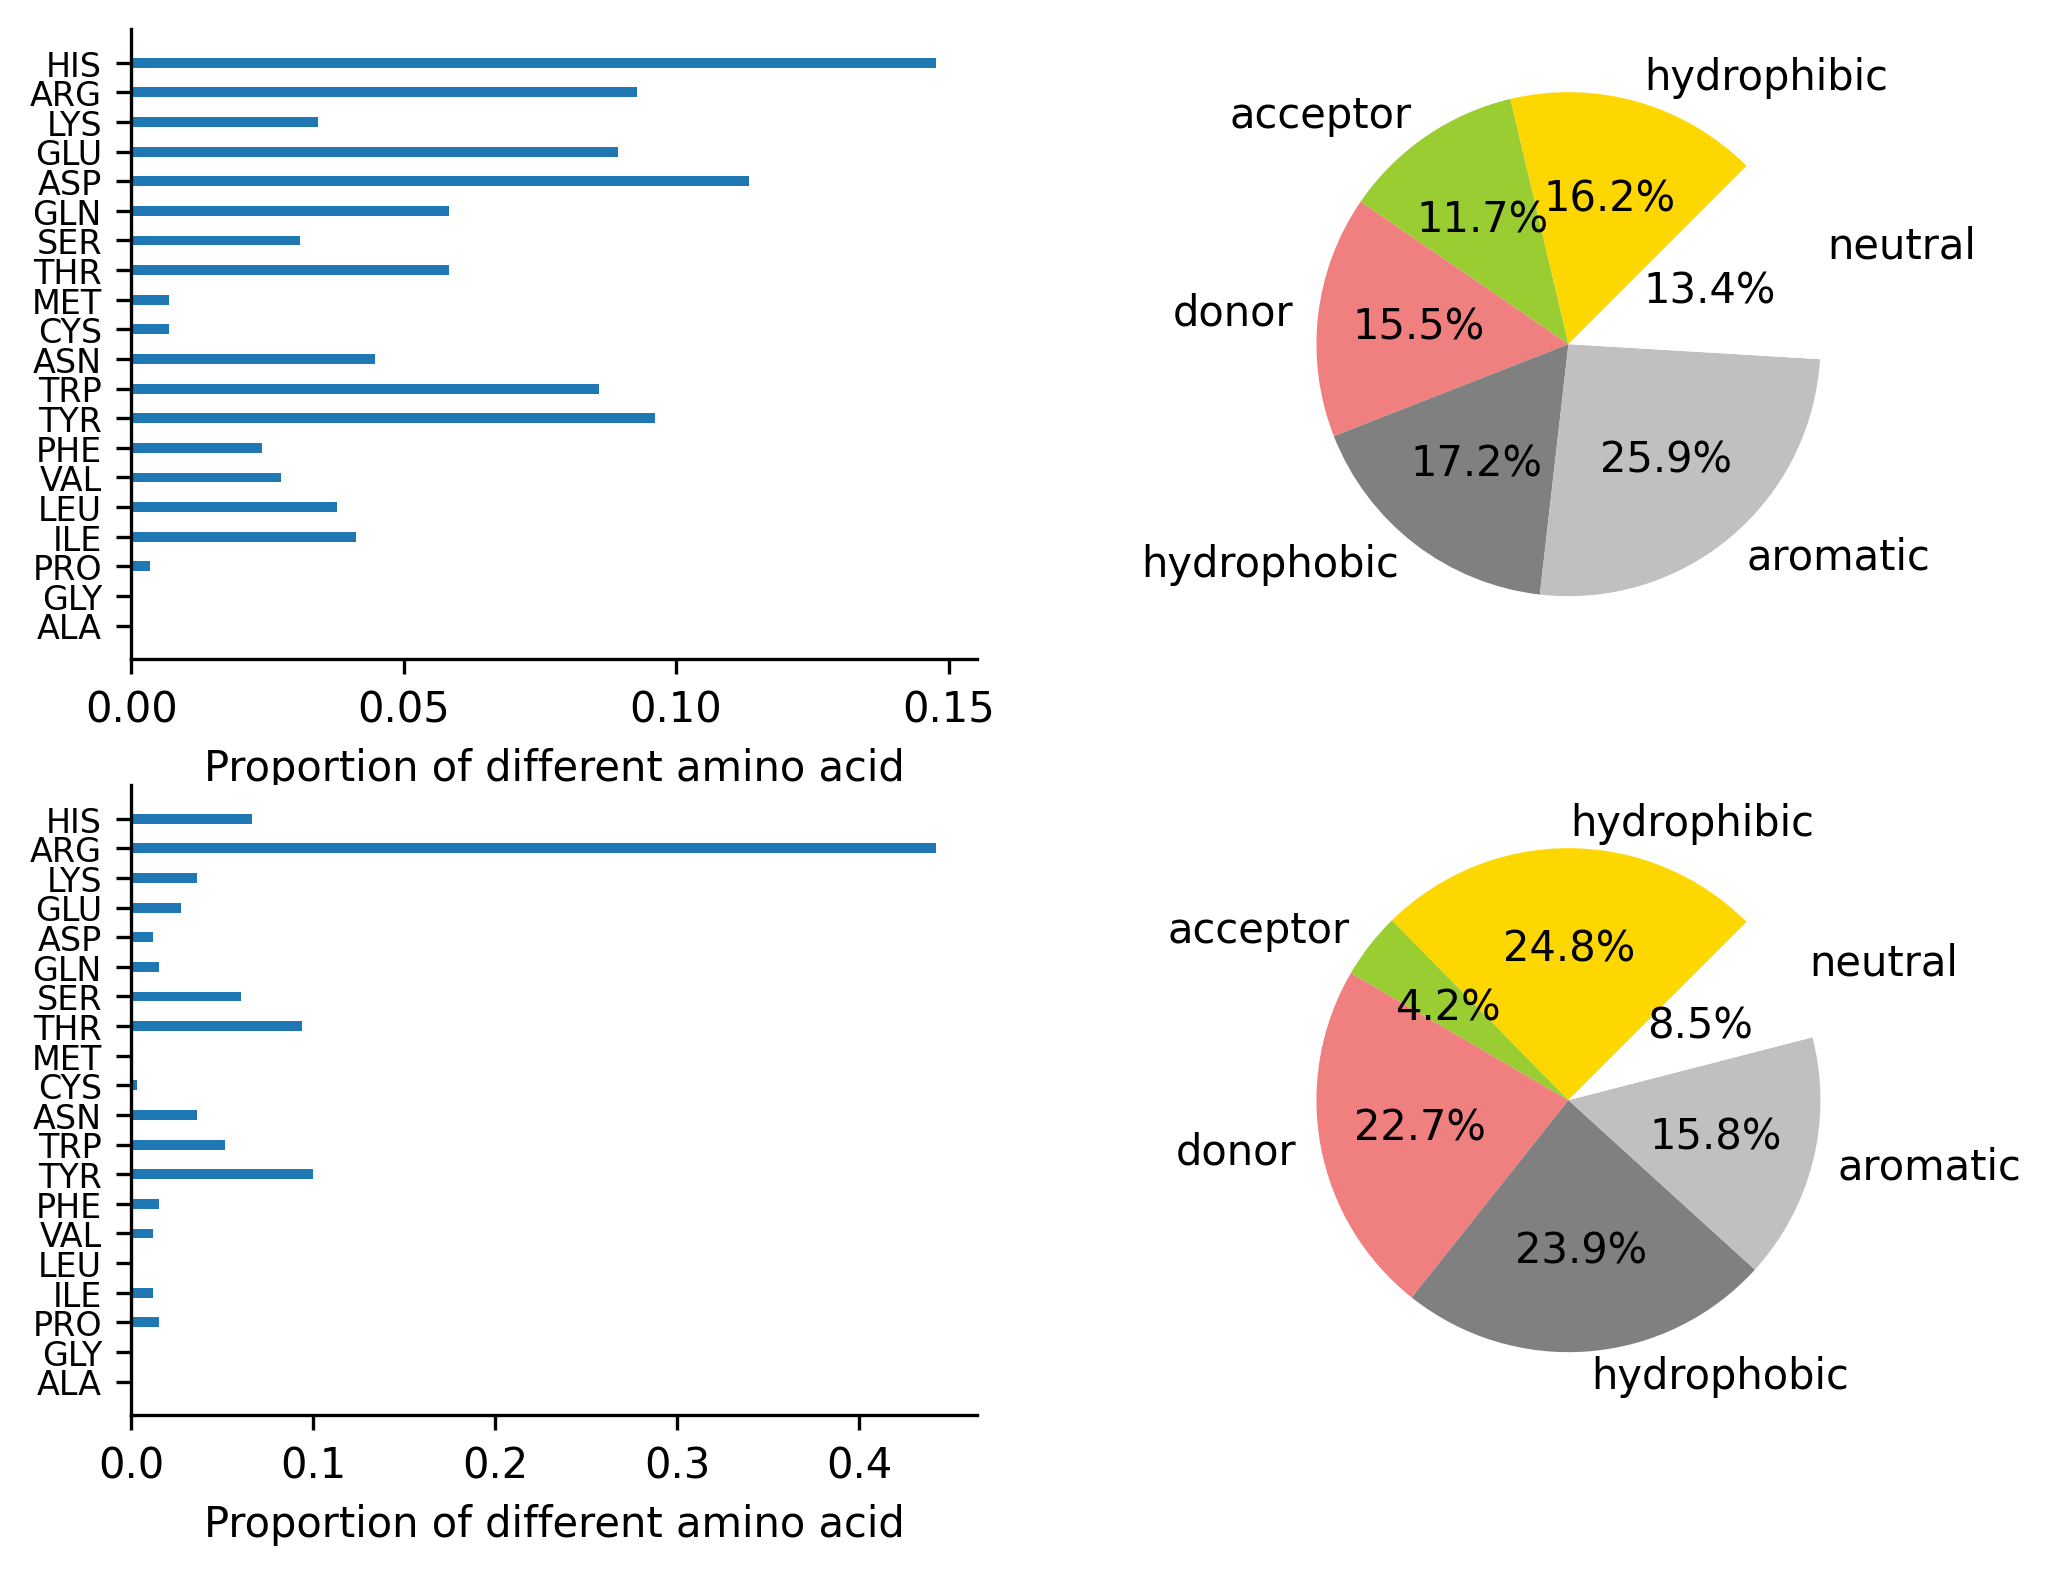 HIS
ARG
LYS
GLU
ASP
GLN
SER
THR
MET
CYS
ASN
TRP
TYR
PHE
VAL
LEU
ILE
PRO
GLY
ALA
0.00 0.05 0.10 0.15
Proportion of different amino acid
hydrophibic
acceptor
neutral
donor
hydrophobic
aromatic
16.2%
11.7%
13.4%
15.5%
17.2%
25.9%
HIS
ARG
LYS
GLU
ASP
GLN
SER
THR
MET
CYS
ASN
TRP
TYR
PHE
VAL
LEU
ILE
PRO
GLY
ALA
0.0 0.1 0.2 0.3 0.4
Proportion of different amino acid
hydrophibic
acceptor
neutral
donor
aromatic
hydrophobic
24.8%
4.2%
8.5%
22.7%
15.8%
23.9%